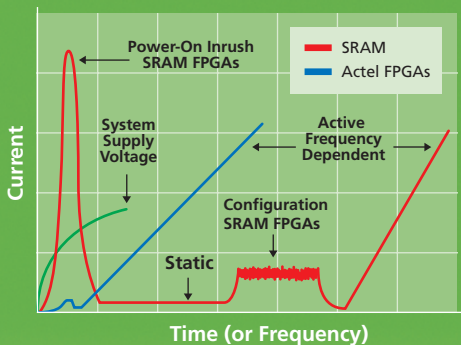 Power-On Inrush
SRAM FPGAs
SRAM
Actel FPGAs
System
Supply
Voltage
Active
Frequency
Dependent
Configuration
SRAM FPGAs
Static
Current
Time (or Frequency)